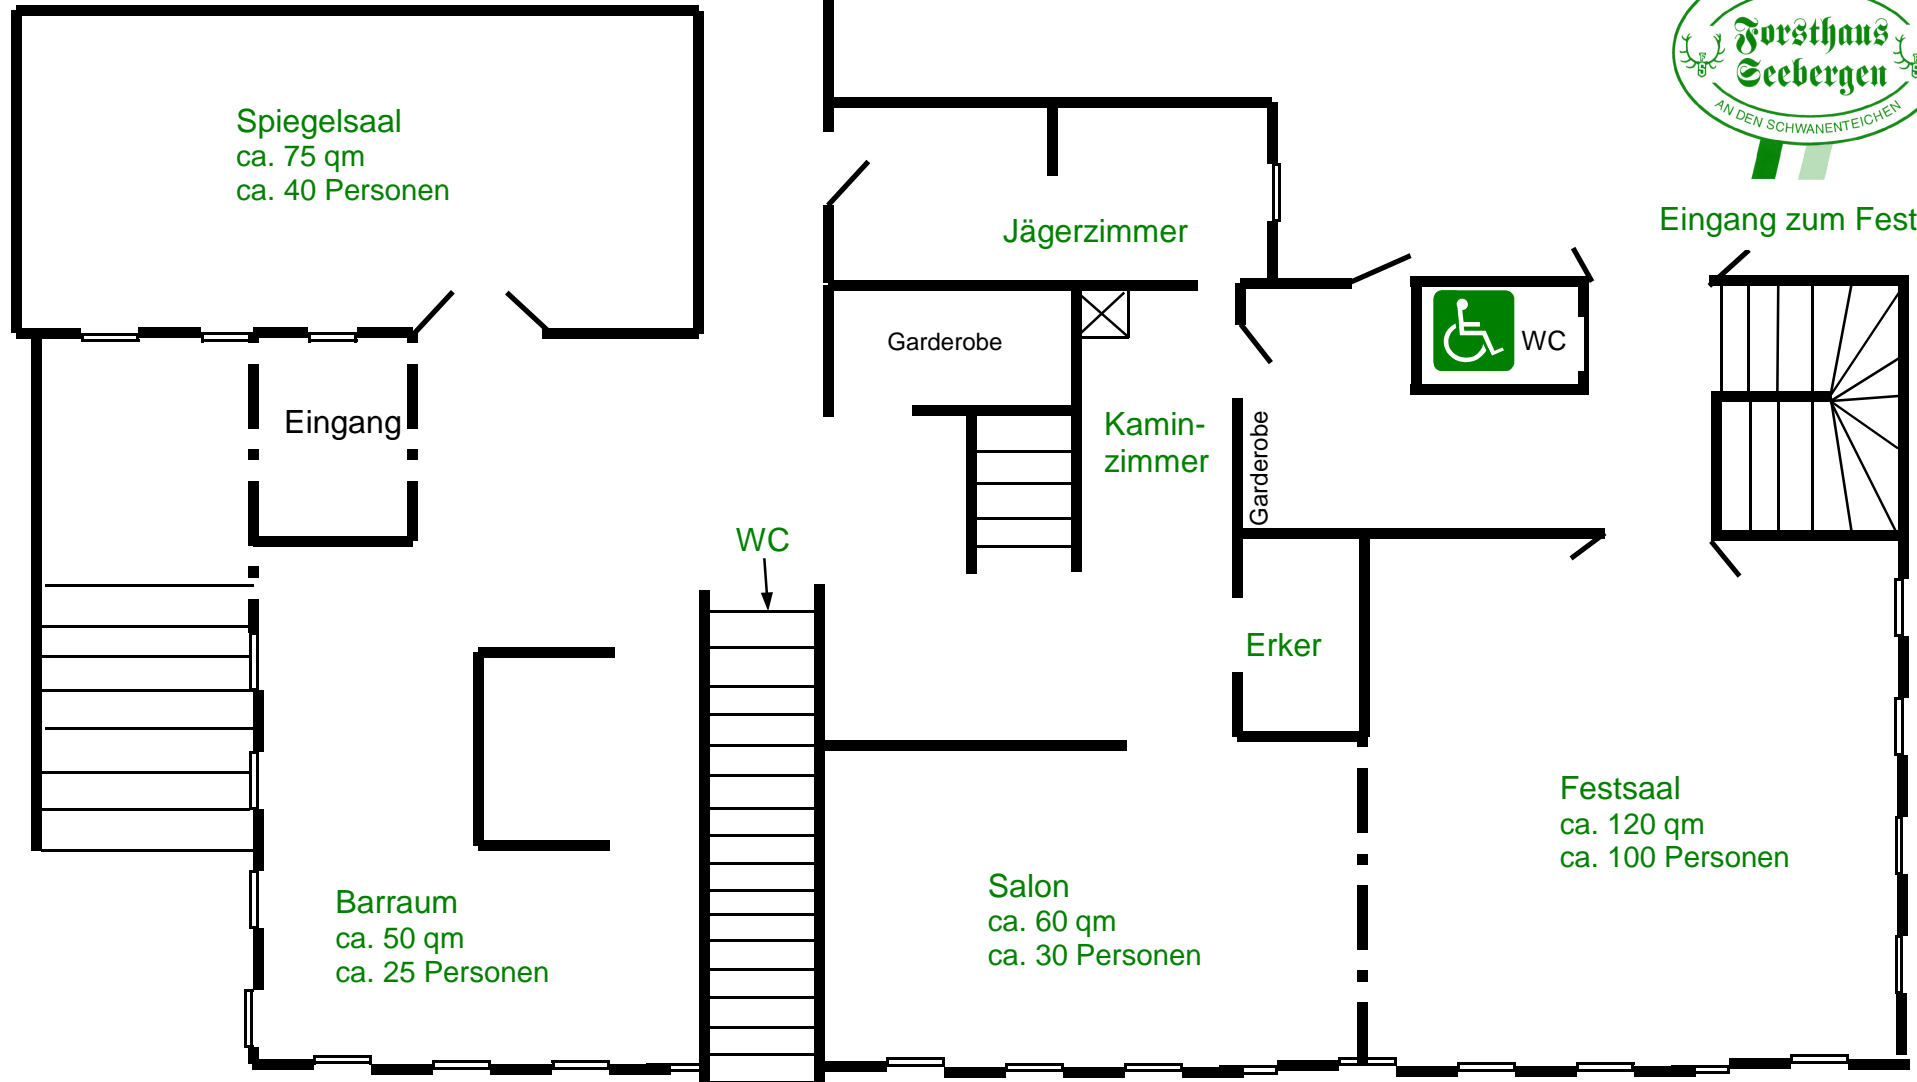 Forsthaus
Seebergen
AN DEN SCHWANENTEICHEN
Spiegelsaal
ca. 75 qm
ca. 40 Personen
Eingang zum Fest
Jägerzimmer
Garderobe
WC
Eingang
Kamin-
zimmer
Garderobe
WC
Erker
Festsaal
ca. 120 qm
ca. 100 Personen
Salon
ca. 60 qm
ca. 30 Personen
Barraum
ca. 50 qm
ca. 25 Personen